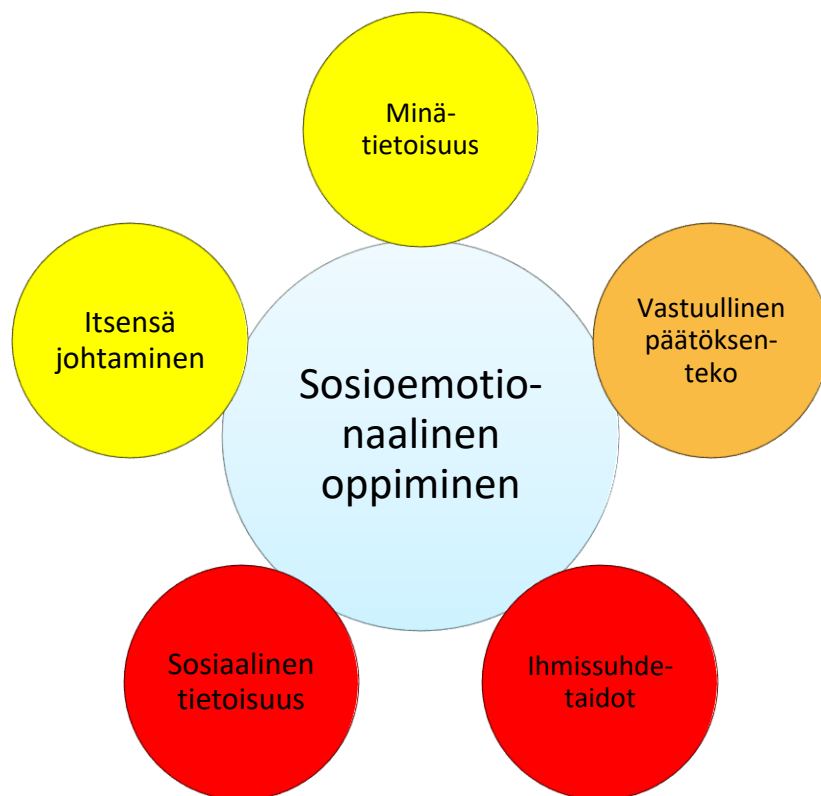 Minä-
tietoisuus
Itsensä
johtaminen
Vastuullinen
päätöksen-
teko
Sosioemotio-
naalinen
oppiminen
Sosiaalinen
tietoisuus
Ihmissuhde-
taidot